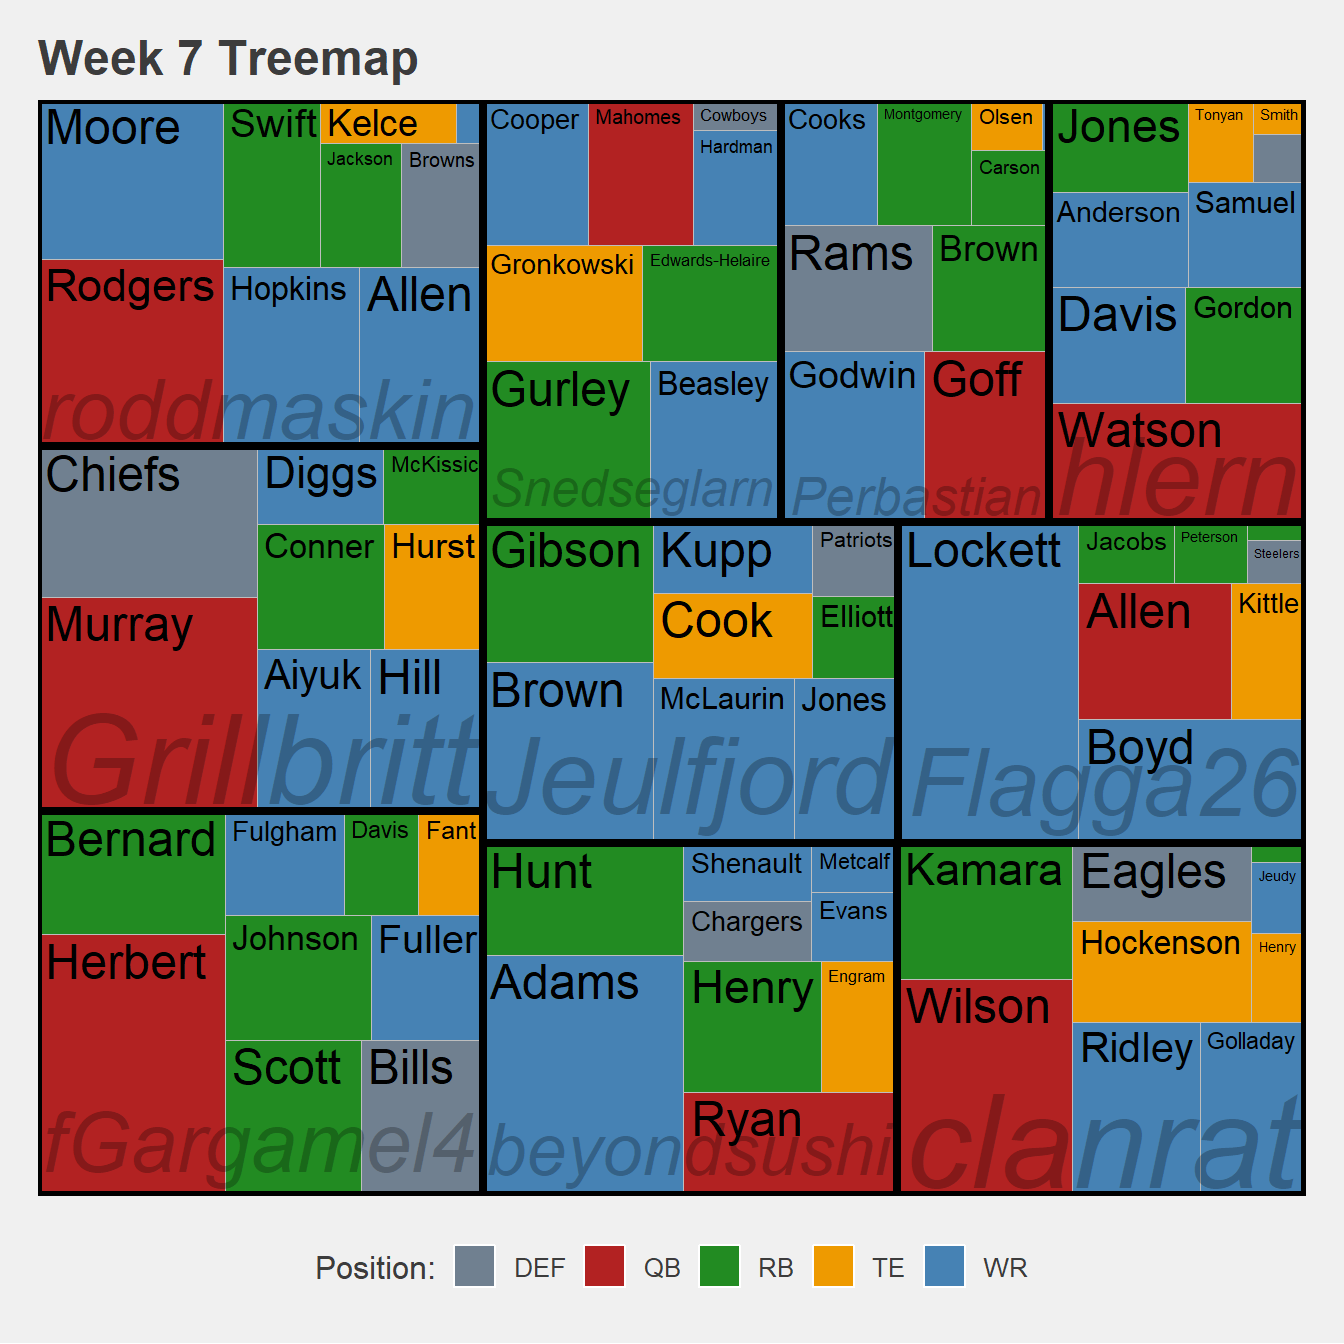 Week 7 Treemap
Moore
Swift
Kelce
Jackson
Browns
Rodgers
Hopkins
Allen
roddmaskin
Cooper
Mahomes
Cowboys
Hardman
Gronkowski
Edwards-Helaire
Gurley
Beasley
Snedseglarn
Cooks
Montgomery
Olsen
Carson
Rams
Brown
Godwin
Goff
Perbastian
Jones
Tonyan
Smith
Anderson
Samuel
Davis
Gordon
Watson
hlern
Chiefs
Diggs
McKissic
Conner
Hurst
Murray
Aiyuk
Hill
Grillbritt
Gibson
Kupp
Patriots
Cook
Elliott
Brown
McLaurin
Jones
Jeulfjord
Lockett
Jacobs
Peterson
Steelers
Allen
Kittle
Boyd
Flagga26
Bernard
Fulgham
Davis
Fant
Herbert
Johnson
Fuller
Scott
Bills
fGargamel4
Hunt
Shenault
Metcalf
Chargers
Evans
Adams
Henry
Engram
Ryan
beyondsushi
Kamara
Eagles
Jeudy
Hockenson
Henry
Wilson
Ridley
Golladay
clanrat
Position: DEF QB RB TE WR